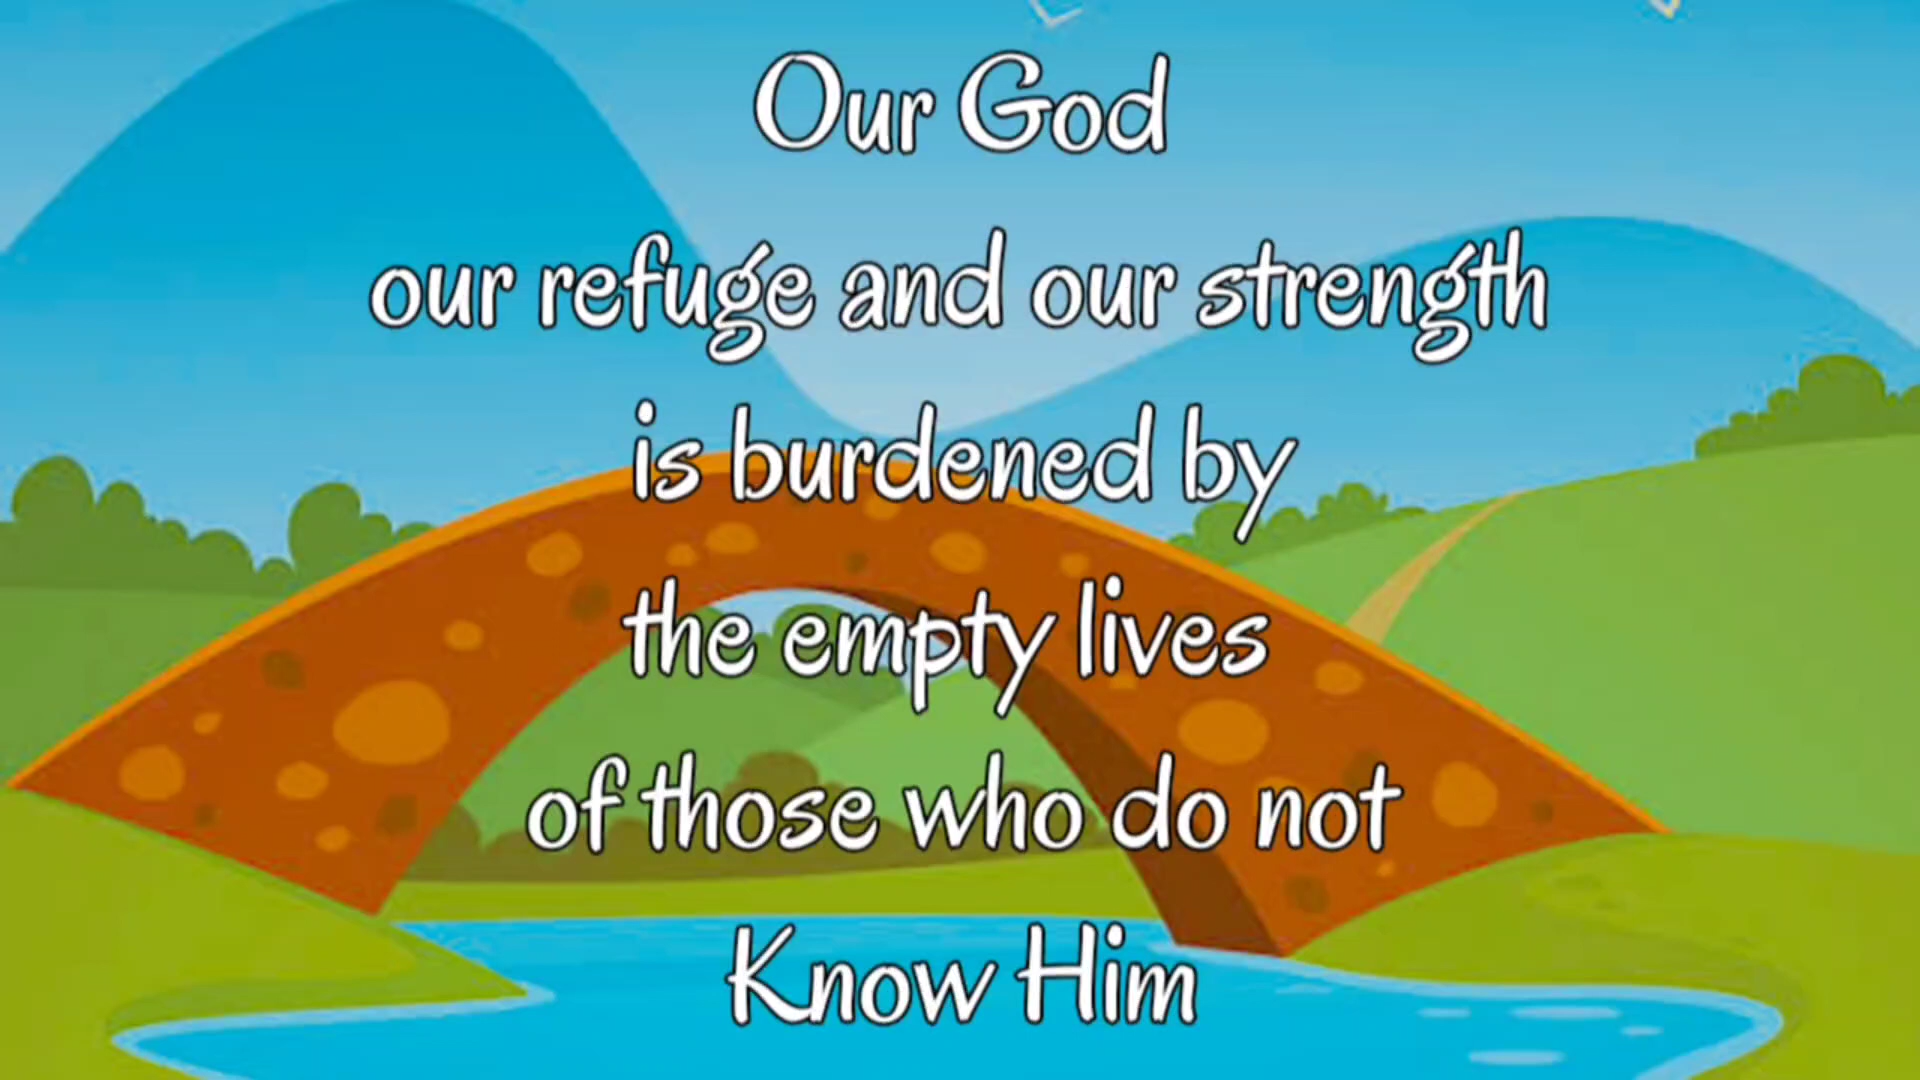 Our God
our refuge and our strength
is burdened by
the empty lives
of those who do not
Know Him